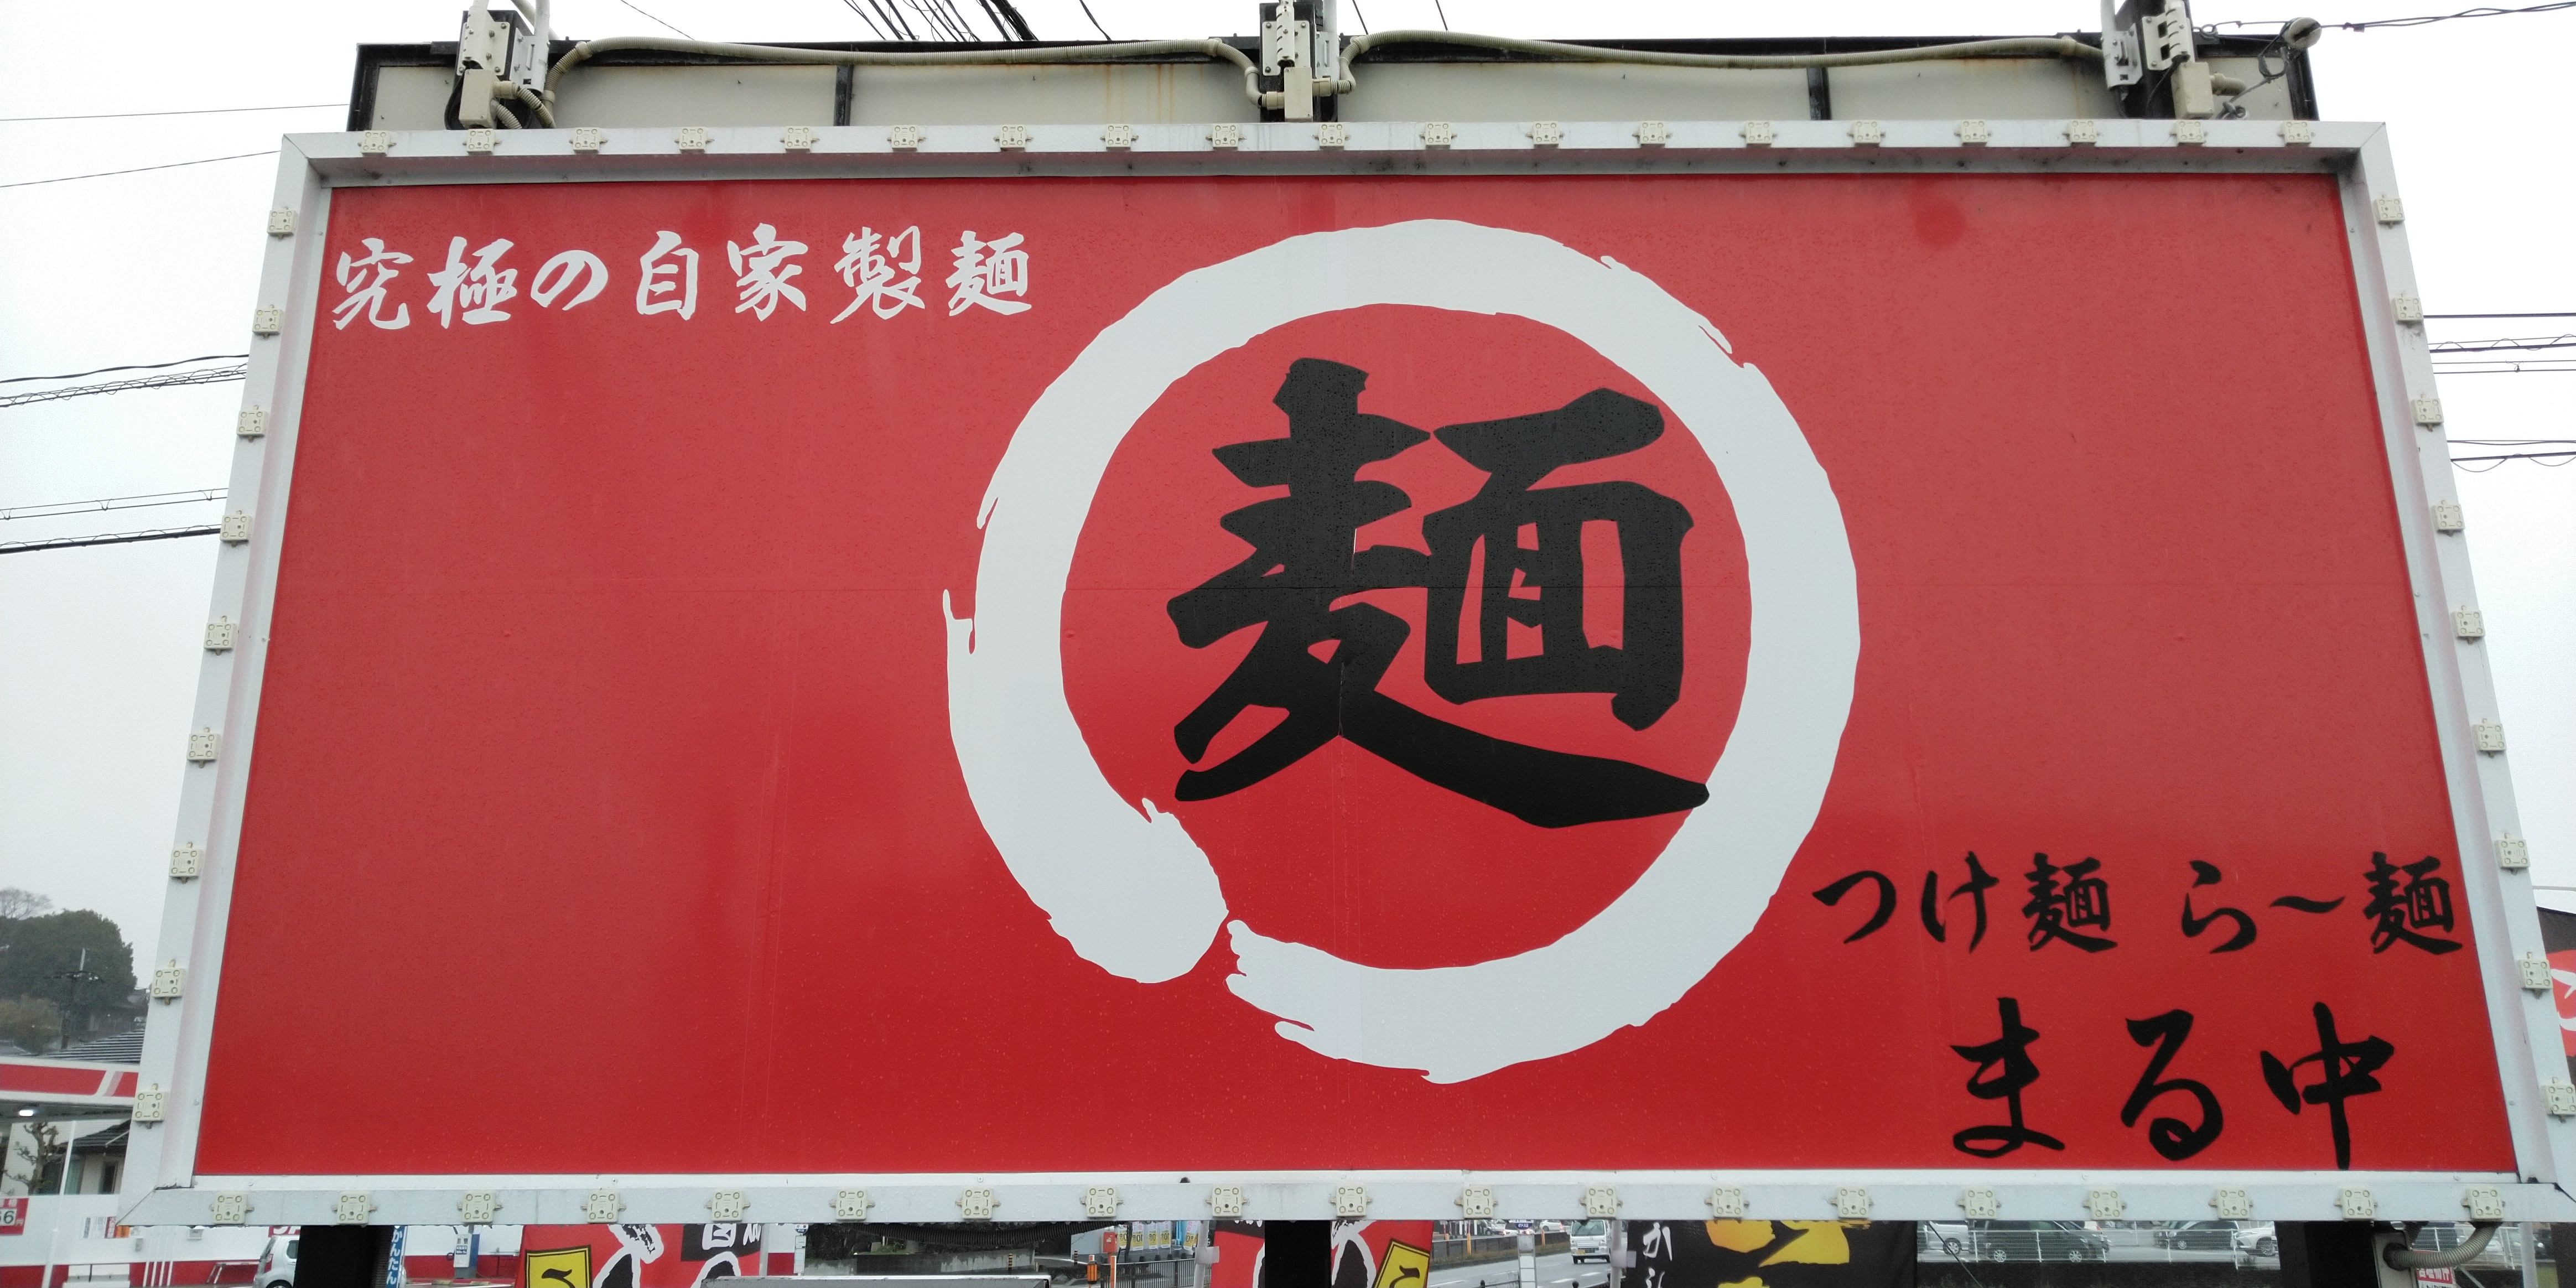 究極の自家製麺
麺
つけ麺 ら〜麺
まる中